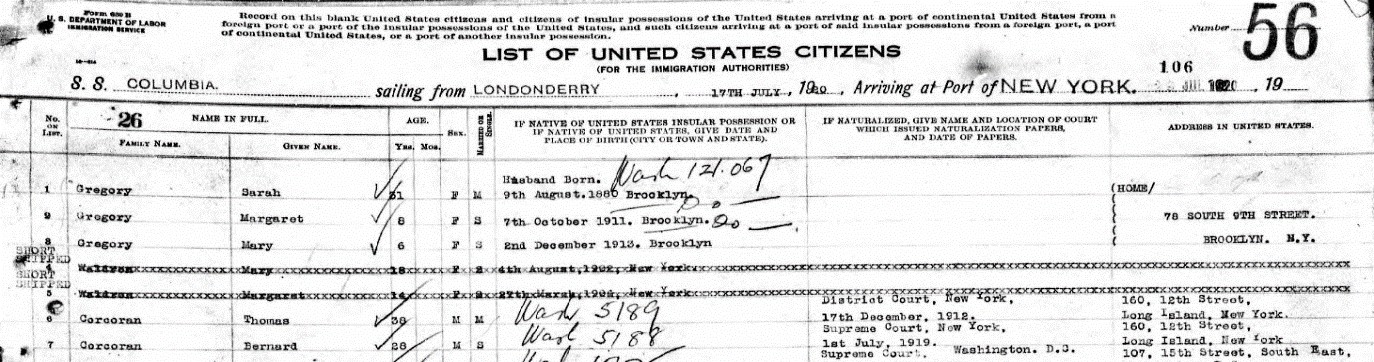 Form 630 B
U. S. DEPARTMENT OF LABOR
IMMIGRATION SERVICE
Record on this blank United States citizens and citizens of insular possessions of the United States arriving at a port of continental United States from a
foreign port or a port of the insular possessions of the United States, and such citizens arriving at a port of said insular possessions from a foreign port, a port
of continental United States, or a port of another insular possession.
Number 56
LIST OF UNITED STATES CITIZENS
(FOR THE IMMIGRATION AUTHORITIES)
106
S. S. COLUMBIA. sailing from LONDONDERRY, 17TH JULY, 1920, Arriving at Port of NEW YORK. 1920, 19
No. ON LIST.
26 NAME IN FULL.
FAMILY NAME. GIVEN NAME.
AGE.
YRS. MOS.
SEX.
MARRIED OR SINGLE.
IF NATIVE OF UNITED STATES INSULAR POSSESSION OR
IF NATIVE OF UNITED STATES, GIVE DATE AND
PLACE OF BIRTH (CITY OR TOWN AND STATE).
IF NATURALIZED, GIVE NAME AND LOCATION OF COURT
WHICH ISSUED NATURALIZATION PAPERS,
AND DATE OF PAPERS.
ADDRESS IN UNITED STATES.
Husband Born. Wash 121.067
1 Gregory Sarah 31 F M 9th August. Brooklyn. (HOME/
Do
2 Gregory Margaret 8 F S 7th October 1911. Brooklyn. Do 78 SOUTH 9TH STREET.
3 Gregory Mary 6 F S 2nd December 1913. Brooklyn BROOKLYN. N.Y.
SHORT SHIPPED
4 Waldron Mary 18 F S 4th August, 1902, New York.
SHORT SHIPPED
5 Waldron Margaret 14 F S 27th March, New York
District Court, New York, 160, 12th Street,
6 Corcoran Thomas 38 M M Wash 5189 17th December, 1912. Long Island, New York.
Supreme Court, New York, 160, 12th Street,
7 Corcoran Bernard 28 M S Wash 5188 1st July, 1919. Long Island, New York
Supreme Court. Washington. D.C. 107, 15th Street, South East,